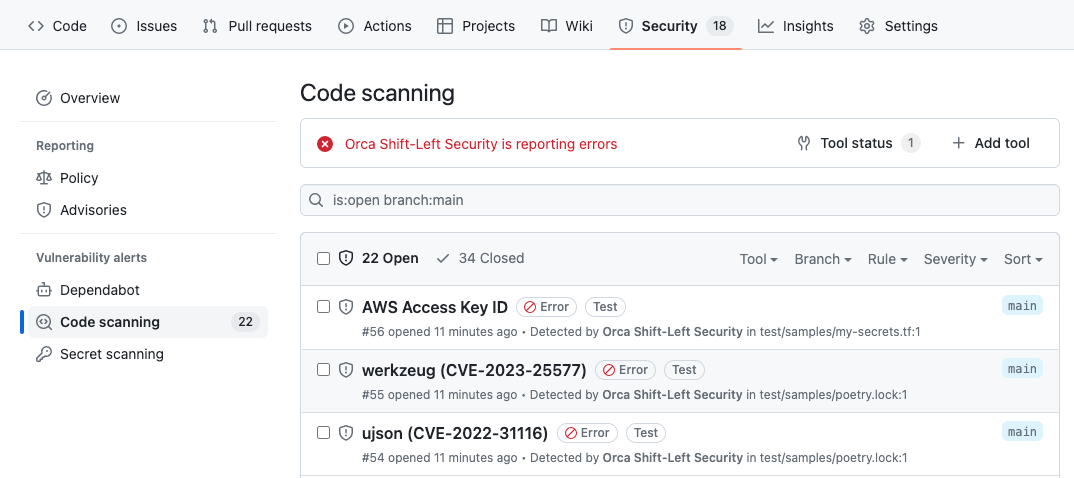 Code Issues Pull requests Actions Projects Wiki Security 18 Insights Settings
Overview
Reporting
Policy
Advisories
Vulnerability alerts
Dependabot
Code scanning 22
Secret scanning
Code scanning
Orca Shift-Left Security is reporting errors Tool status 1 Add tool
is:open branch:main
22 Open 34 Closed Tool Branch Rule Severity Sort
AWS Access Key ID Error Test main
#56 opened 11 minutes ago • Detected by Orca Shift-Left Security in test/samples/my-secrets.tf:1
werkzeug (CVE-2023-25577) Error Test main
#55 opened 11 minutes ago • Detected by Orca Shift-Left Security in test/samples/poetry.lock:1
ujson (CVE-2022-31116) Error Test main
#54 opened 11 minutes ago • Detected by Orca Shift-Left Security in test/samples/poetry.lock:1